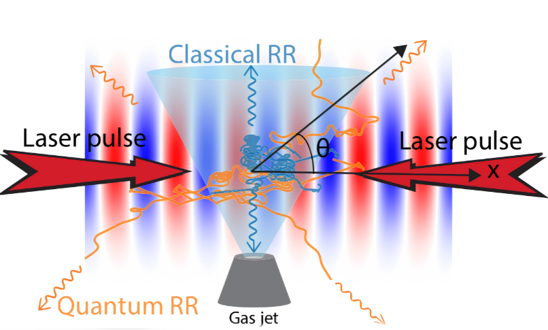 Classical RR
Laser pulse
Laser pulse
θ
x
Quantum RR
Gas jet